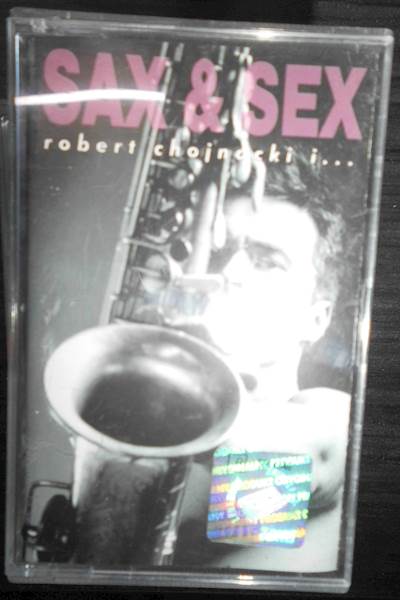 SAX & SEX
robert chojnacki i...